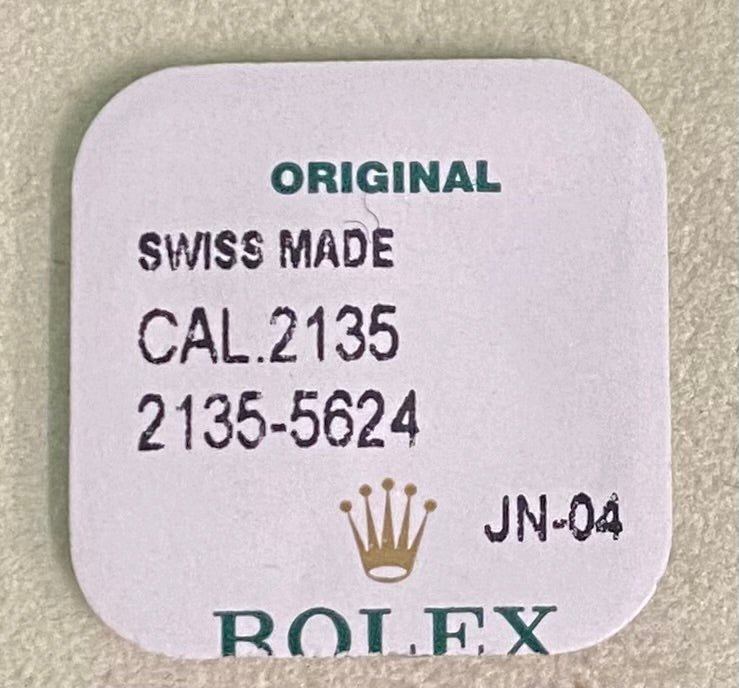 ORIGINAL
SWISS MADE
CAL.2135
2135-5624
JN-04
ROLEX